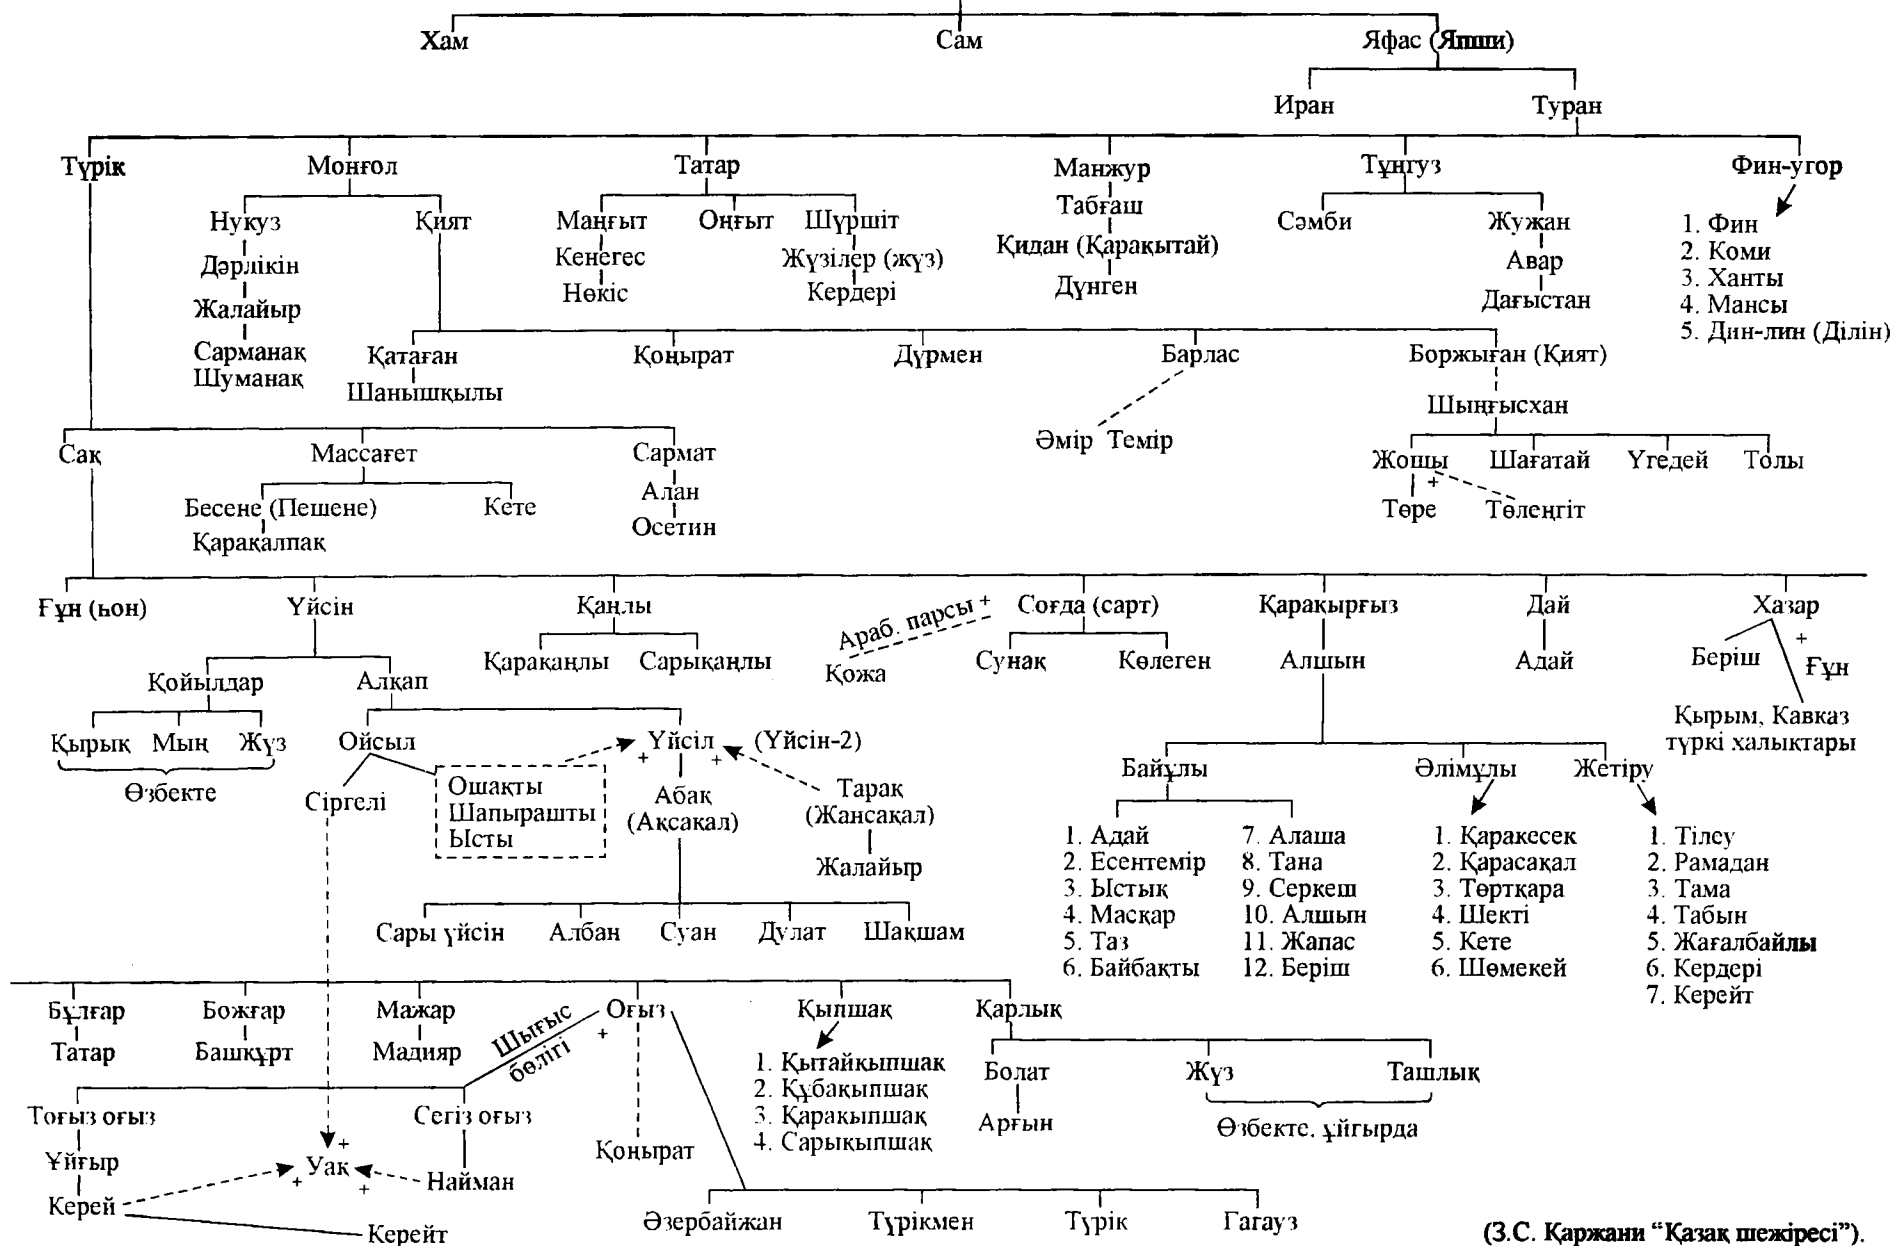 Хам Сам Яфас (Япши)
Иран Туран
Түрік Монғол Татар Манжур Тұңгуз Фин-угор
Нукуз Қият Маңғыт Оңғыт Шүршіт Табғаш Сәмби Жужан 1. Фин
Дәрлікін Кенегес Жүзілер (жүз) Қидан (Қарақытай) Авар 2. Коми
Жалайыр Нөкіс Кердері Дүнген Дағыстан 3. Ханты
4. Мансы
5. Дин-лин (Ділін)
Сарманақ Қатаған Қоңырат Дүрмен Барлас Боржыған (Қият)
Шуманақ Шанышқылы
Шыңғысхан
Әмір Темір
Сақ Массагет Сармат Жошы Шағатай Үгедей Толы
+
Бесене (Пешене) Кете Алан Төре Төлеңгіт
Қарақалпақ Осетин
Ғұн (һон) Үйсін Қаңлы Араб. парсы + Соғда (сарт) Қарақырғыз Дай Хазар
+
Қарақаңлы Сарықаңлы Қожа Сунақ Көлеген Алшын Адай Беріш Ғұн
Қойылдар Алқап
Қырым, Кавказ
түркі халықтары
Қырық Мың Жүз Ойсыл Үйсіл (Үйсін-2)
+ +
Өзбекте Сіргелі Байұлы Әлімұлы Жетіру
Ошақты Абақ Тарақ
Шапырашты (Ақсақал) (Жансақал)
Ысты Жалайыр
1. Адай 7. Алаша 1. Қаракесек 1. Тілеу
2. Есентемір 8. Тана 2. Қарасақал 2. Рамадан
3. Ыстық 9. Серкеш 3. Төртқара 3. Тама
4. Масқар 10. Алшын 4. Шекті 4. Табын
5. Таз 11. Жапас 5. Кете 5. Жағалбайлы
6. Байбақты 12. Беріш 6. Шөмекей 6. Кердері
7. Керейт
Сары үйсін Албан Суан Дулат Шақшам
Бұлғар Божғар Мажар Шығыс бөлігі + Оғыз Қыпшақ Қарлық
Татар Башқұрт Мадияр
1. Қытайқыпшақ Болат Жүз Ташлық
2. Құбақыпшақ
3. Қарақыпшақ Арғын Өзбекте, ұйғырда
4. Сарықыпшақ
Тоғыз оғыз Сегіз оғыз
+
Ұйғыр Уақ Қоңырат
+ +
Керей Найман
Керейт Әзербайжан Түрікмен Түрік Гагауз
(З.С. Қаржани “Қазақ шежіресі”).